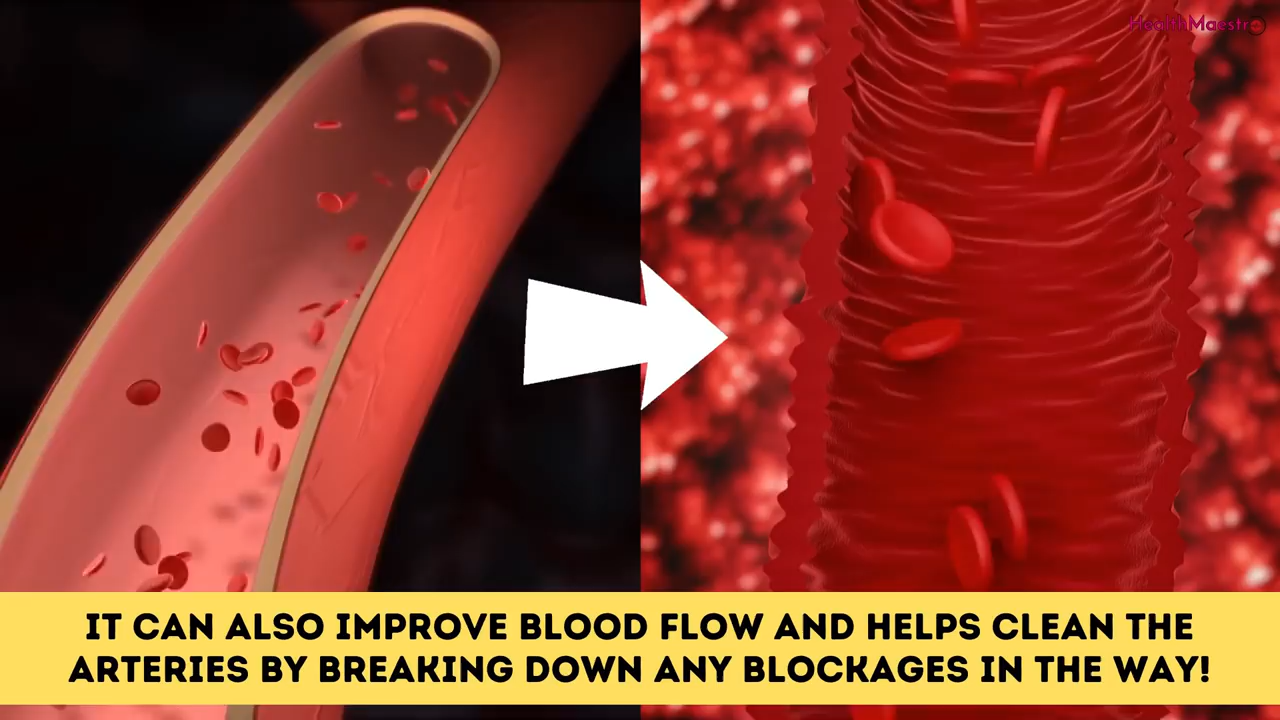 HealthMaestro
IT CAN ALSO IMPROVE BLOOD FLOW AND HELPS CLEAN THE
ARTERIES BY BREAKING DOWN ANY BLOCKAGES IN THE WAY!